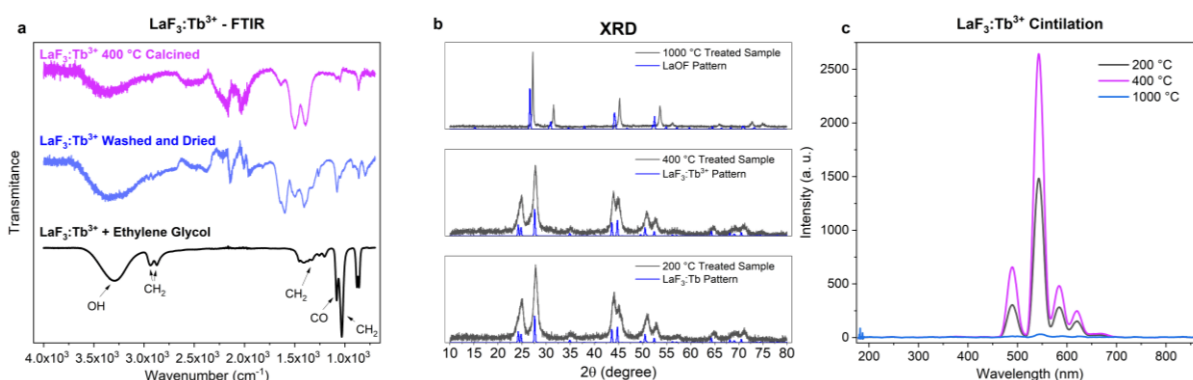 a
LaF₃:Tb³⁺ - FTIR
LaF₃:Tb³⁺ 400 °C Calcined
LaF₃:Tb³⁺ Washed and Dried
LaF₃:Tb³⁺ + Ethylene Glycol
OH
CH₂
CH₂
CO
CH₂
Transmitance
4.0x10³ 3.5x10³ 3.0x10³ 2.5x10³ 2.0x10³ 1.5x10³ 1.0x10³
Wavenumber (cm⁻¹)
b
XRD
1000 °C Treated Sample
LaOF Pattern
400 °C Treated Sample
LaF₃:Tb³⁺ Pattern
200 °C Treated Sample
LaF₃:Tb Pattern
10 15 20 25 30 35 40 45 50 55 60 65 70 75 80
2θ (degree)
c
LaF₃:Tb³⁺ Cintilation
200 °C
400 °C
1000 °C
2500
2000
1500
1000
500
0
Intensity (a. u.)
200 300 400 500 600 700 800
Wavelength (nm)